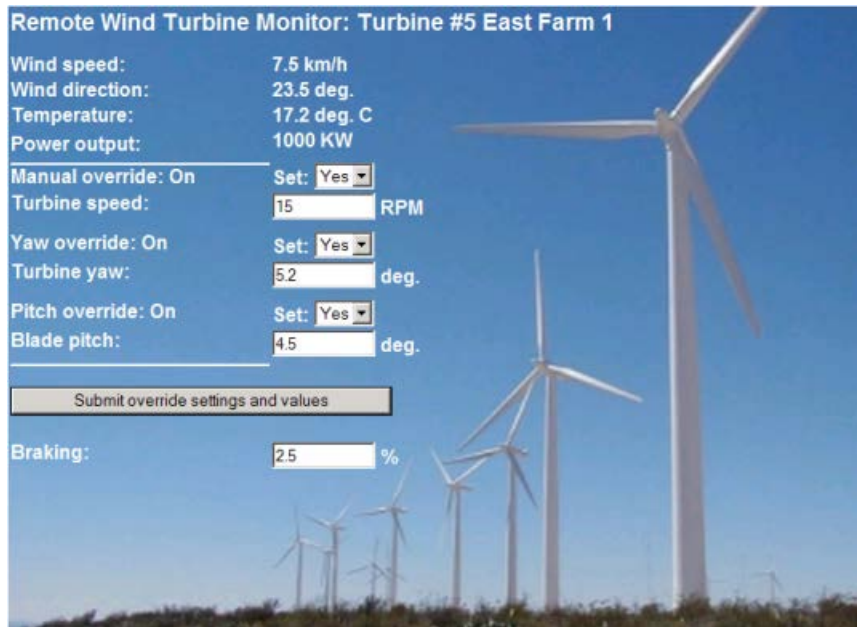 Remote Wind Turbine Monitor: Turbine #5 East Farm 1
Wind speed: 7.5 km/h
Wind direction: 23.5 deg.
Temperature: 17.2 deg. C
Power output: 1000 KW
Manual override: On Set: Yes
Turbine speed: 15 RPM
Yaw override: On Set: Yes
Turbine yaw: 5.2 deg.
Pitch override: On Set: Yes
Blade pitch: 4.5 deg.
Submit override settings and values
Braking: 2.5 %